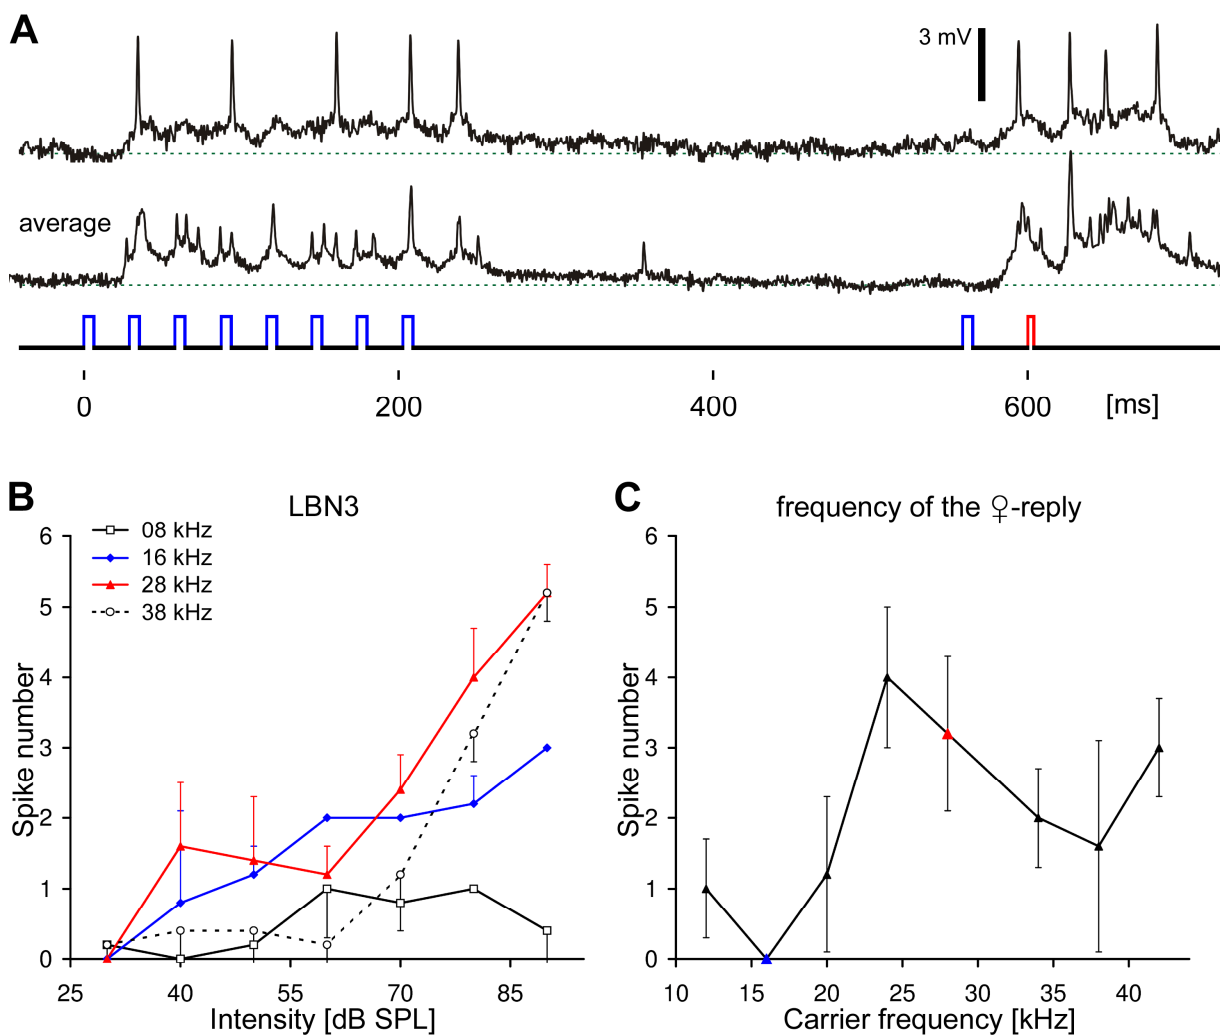 A
3 mV
average
0 200 400 600 [ms]
B LBN3
08 kHz
16 kHz
28 kHz
38 kHz
6
5
4
3
2
1
0
Spike number
25 40 55 70 85
Intensity [dB SPL]
C frequency of the ♀-reply
6
5
4
3
2
1
0
Spike number
10 15 20 25 30 35 40
Carrier frequency [kHz]